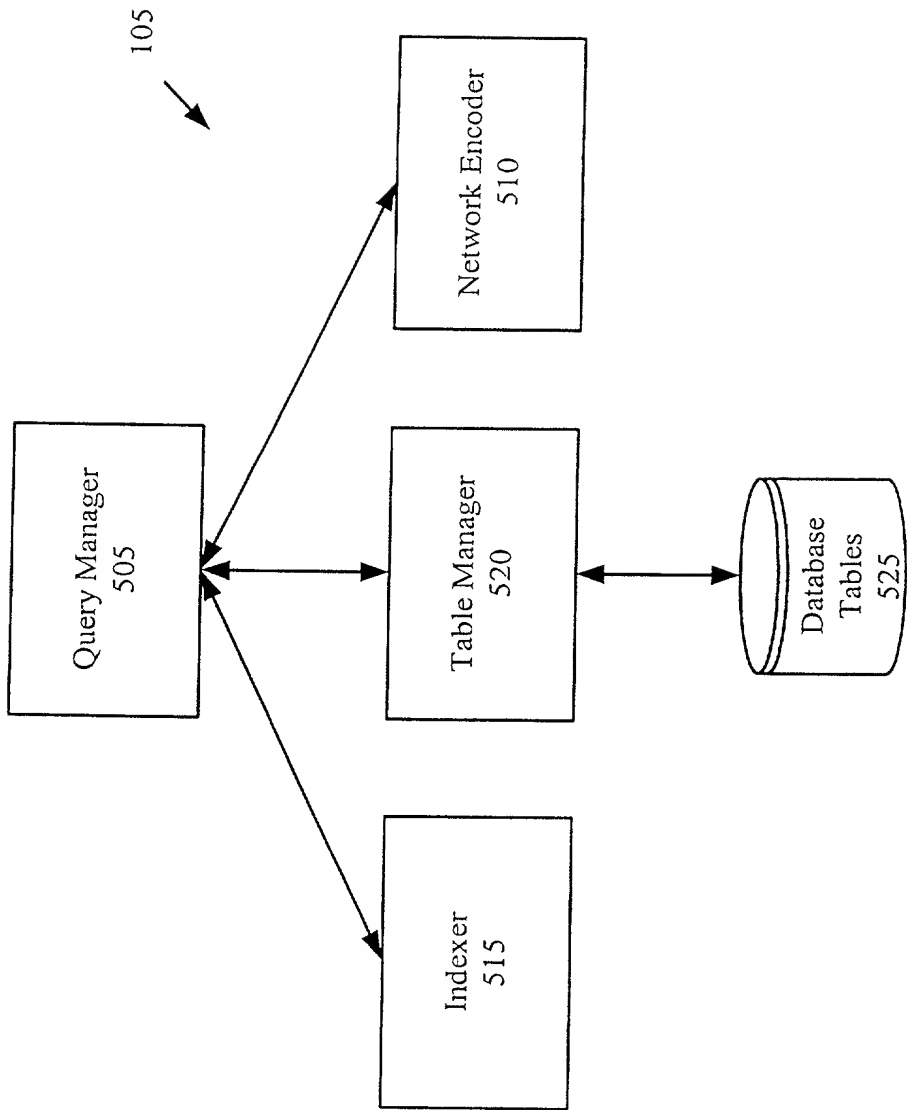 105
Query Manager
505
Indexer
515
Table Manager
520
Network Encoder
510
Database
Tables
525